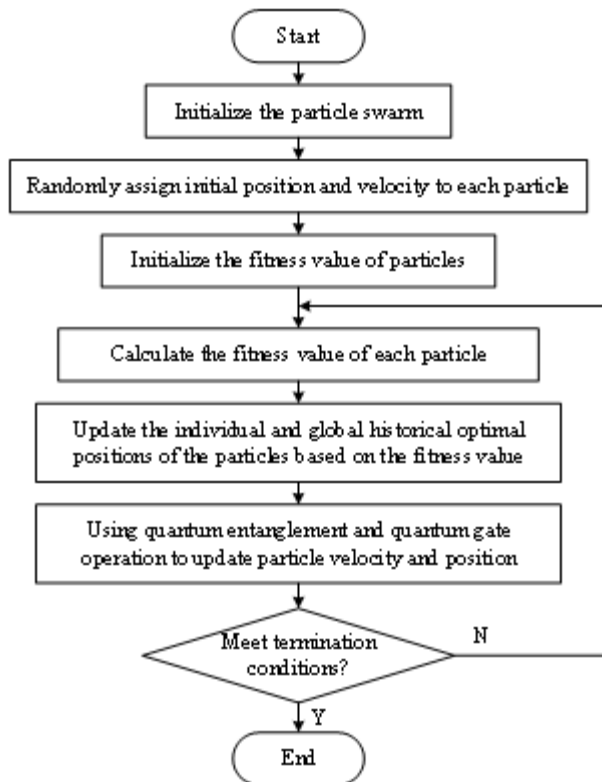 Start
Initialize the particle swarm
Randomly assign initial position and velocity to each particle
Initialize the fitness value of particles
Calculate the fitness value of each particle
Update the individual and global historical optimal
positions of the particles based on the fitness value
Using quantum entanglement and quantum gate
operation to update particle velocity and position
Meet termination
conditions?
N
Y
End